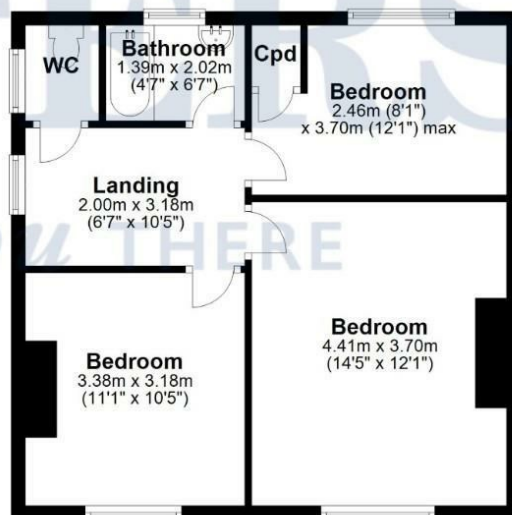 WC
Bathroom
1.39m x 2.02m
(4'7" x 6'7")
Cpd
Bedroom
2.46m (8'1")
x 3.70m (12'1") max
Landing
2.00m x 3.18m
(6'7" x 10'5")
THERE
Bedroom
3.38m x 3.18m
(11'1" x 10'5")
Bedroom
4.41m x 3.70m
(14'5" x 12'1")